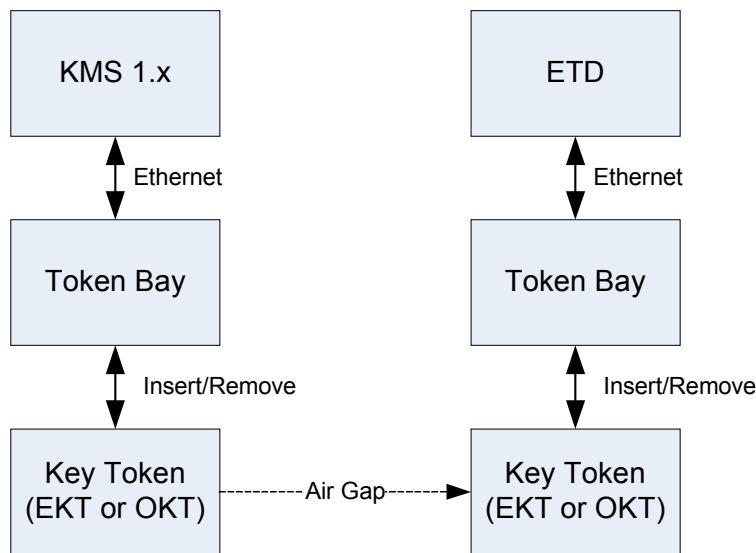 KMS 1.x
ETD
Ethernet
Ethernet
Token Bay
Token Bay
Insert/Remove
Insert/Remove
Key Token
(EKT or OKT)
Air Gap
Key Token
(EKT or OKT)